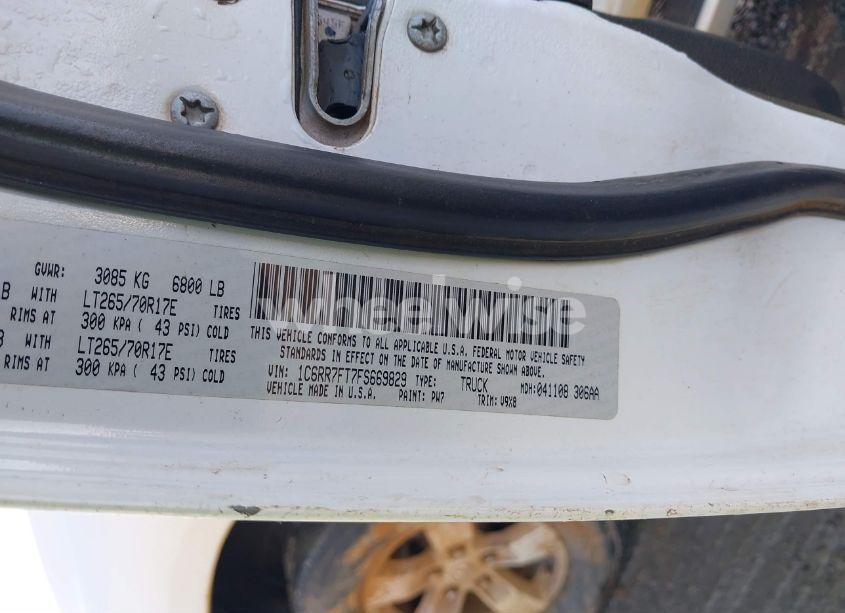 GVWR: 3085 KG 6800 LB
B WITH LT265/70R17E TIRES
RIMS AT 300 KPA ( 43 PSI) COLD
WITH LT265/70R17E TIRES
RIMS AT 300 KPA ( 43 PSI) COLD
THIS VEHICLE CONFORMS TO ALL APPLICABLE U.S.A. FEDERAL MOTOR VEHICLE SAFETY
STANDARDS IN EFFECT ON THE DATE OF MANUFACTURE SHOWN ABOVE.
VIN: 1C6RR7FT7FS669829 TYPE: TRUCK MDH:041108 306AA
VEHICLE MADE IN U.S.A. PAINT: PW7 TRIM: V9X8
wheelwise